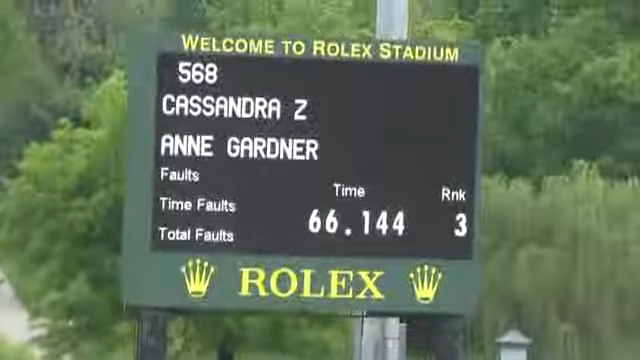 WELCOME TO ROLEX STADIUM
568
CASSANDRA Z
ANNE GARDNER
Faults
Time Rnk
Time Faults
66.144 3
Total Faults
ROLEX